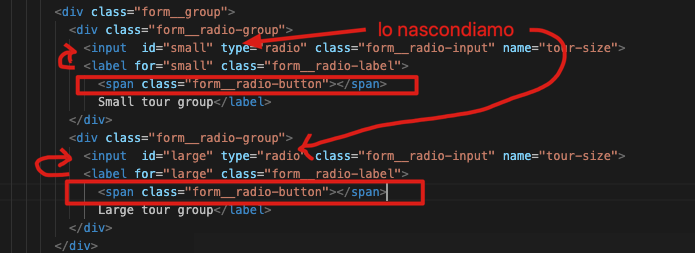 <div class="form__group">
<div class="form__radio-group">
lo nascondiamo
<input  id="small" type="radio" class="form__radio-input" name="tour-size">
<label for="small" class="form__radio-label">
<span class="form__radio-button"></span>
Small tour group</label>
</div>
<div class="form__radio-group">
<input  id="large" type="radio" class="form__radio-input" name="tour-size">
<label for="large" class="form__radio-label">
<span class="form__radio-button"></span>
Large tour group</label>
</div>
</div>